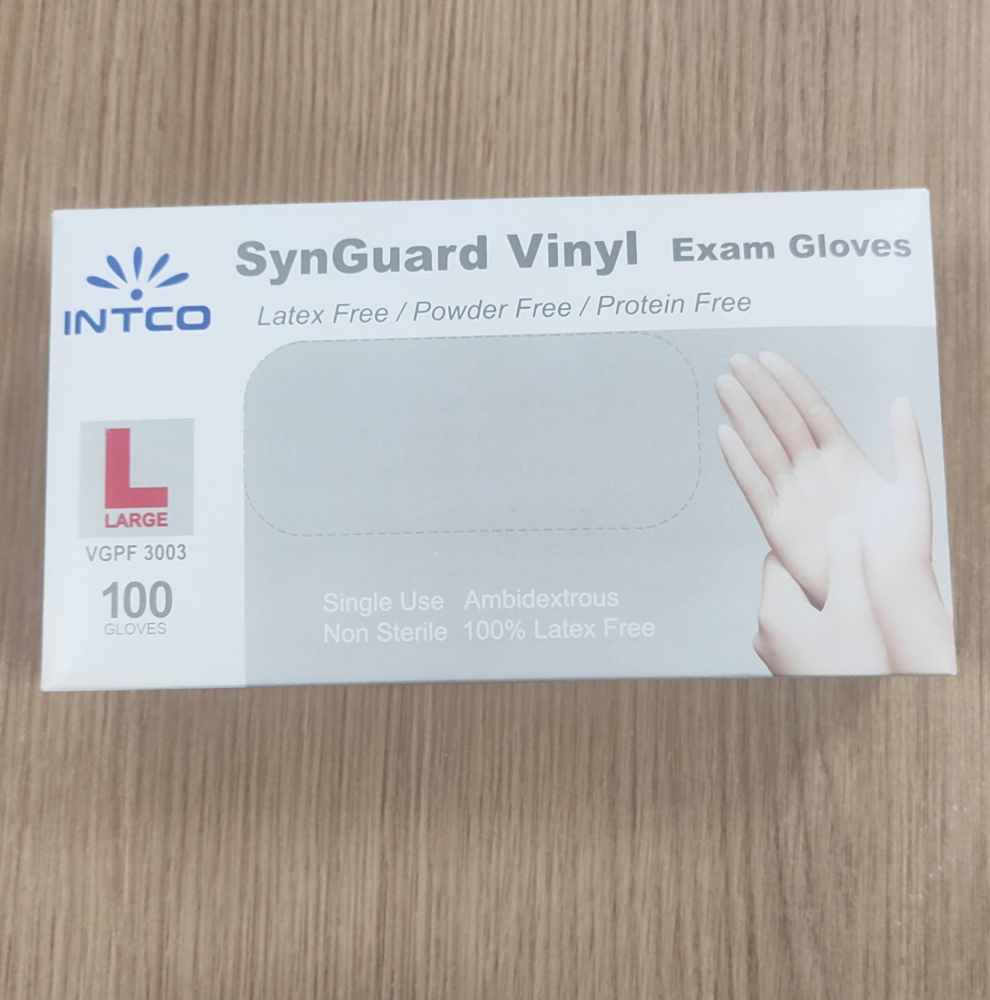 SynGuard Vinyl Exam Gloves
INTCO
Latex Free / Powder Free / Protein Free
L
LARGE
VGPF 3003
100
GLOVES
Single Use Ambidextrous
Non Sterile 100% Latex Free